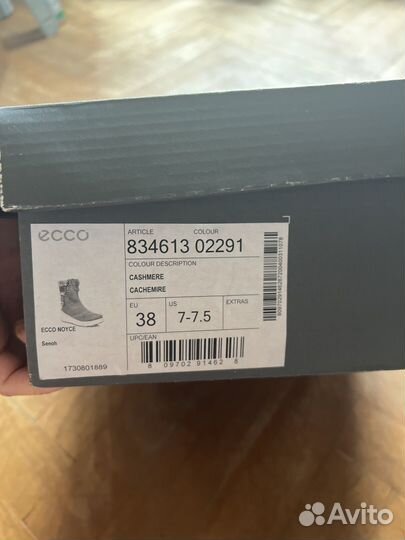 ecco
ARTICLE COLOUR
834613 02291
COLOUR DESCRIPTION
CASHMERE
CACHEMIRE
EU US EXTRAS
38 7-7.5
ECCO NOYCE
Senoh
UPC/EAN
8 09702 91462 8
1730801889
Avito